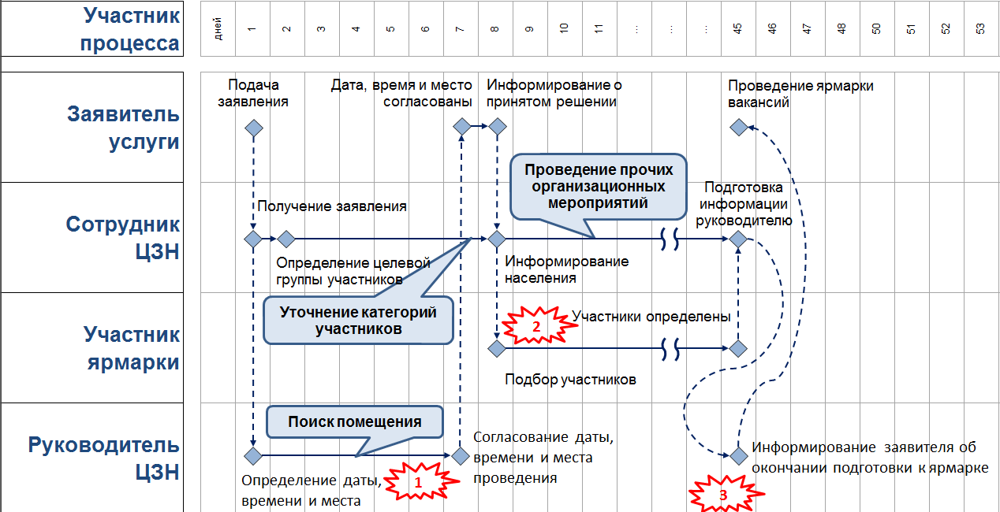 Участник
процесса
дней 1 2 3 4 5 6 7 8 9 10 11 ... ... ... 45 46 47 48 50 51 52 53
Заявитель
услуги
Подача
заявления
Дата, время и место
согласованы
Информирование о
принятом решении
Проведение ярмарки
вакансий
Проведение прочих
организационных
мероприятий
Сотрудник
ЦЗН
Получение заявления
Подготовка
информации
руководителю
Определение целевой
группы участников
Информирование
населения
Уточнение категорий
участников
Участник
ярмарки
2
Участники определены
Подбор участников
Руководитель
ЦЗН
Поиск помещения
Согласование даты,
времени и места
проведения
Определение даты,
времени и места
1
Информирование заявителя об
окончании подготовки к ярмарке
3